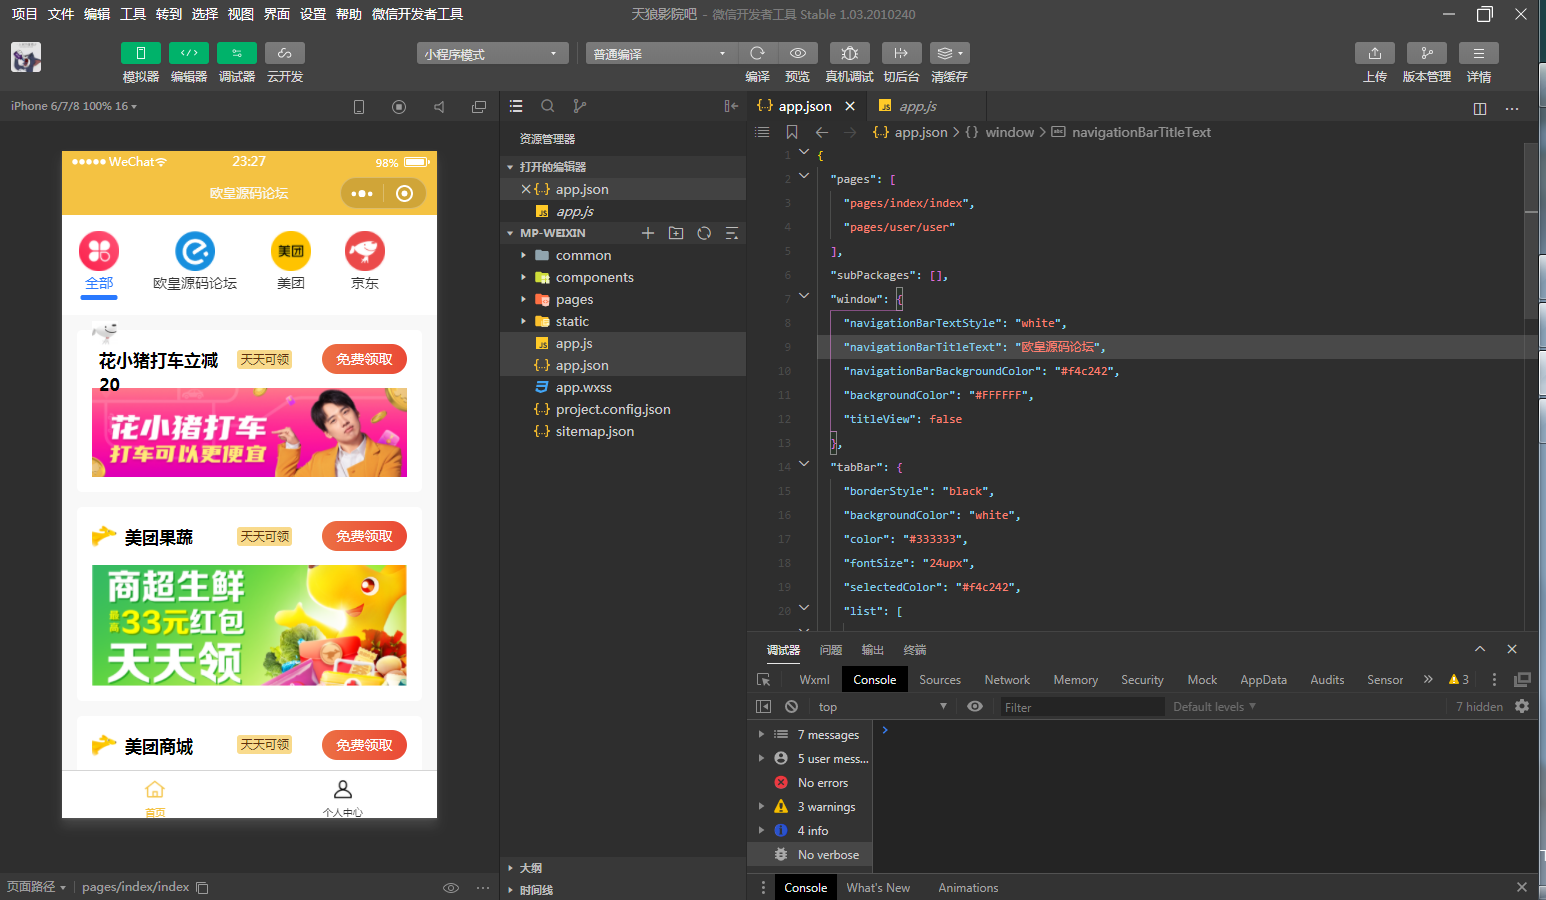 项目 文件 编辑 工具 转到 选择 视图 界面 设置 帮助 微信开发者工具
天狼影院吧 - 微信开发者工具 Stable 1.03.2010240
模拟器 编辑器 调试器 云开发
小程序模式
普通编译
编译 预览 真机调试 切后台 清缓存
上传 版本管理 详情
iPhone 6/7/8 100% 16
WeChat 23:27 98%
欧皇源码论坛
全部 欧皇源码论坛 美团 京东
美团
花小猪打车立减20
天天可领
免费领取
花小猪打车
打车可以更便宜
美团果蔬
天天可领
免费领取
商超生鲜
最高33元红包
天天领
美团商城
天天可领
免费领取
首页 个人中心
页面路径 pages/index/index
资源管理器
打开的编辑器
{..} app.json
JS app.js
MP-WEIXIN
common
components
pages
static
JS app.js
{..} app.json
app.wxss
{..} project.config.json
{..} sitemap.json
大纲
时间线
{..} app.json
JS app.js
{..} app.json > {} window > abc navigationBarTitleText
1 {
2 "pages": [
3 "pages/index/index",
4 "pages/user/user"
5 ],
6 "subPackages": [],
7 "window": {
8 "navigationBarTextStyle": "white",
9 "navigationBarTitleText": "欧皇源码论坛",
10 "navigationBarBackgroundColor": "#f4c242",
11 "backgroundColor": "#FFFFFF",
12 "titleView": false
13 },
14 "tabBar": {
15 "borderStyle": "black",
16 "backgroundColor": "white",
17 "color": "#333333",
18 "fontSize": "24upx",
19 "selectedColor": "#f4c242",
20 "list": [
调试器 问题 输出 终端
Wxml Console Sources Network Memory Security Mock AppData Audits Sensor » 3
top Filter Default levels 7 hidden
7 messages
5 user mess...
No errors
3 warnings
4 info
No verbose
Console What's New Animations